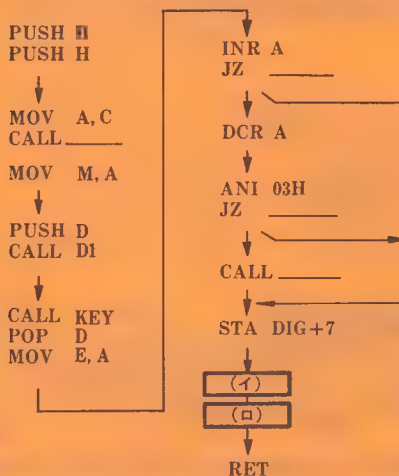 PUSH
PUSH H
MOV A, C
CALL
MOV M, A
PUSH D
CALL D1
CALL KEY
POP D
MOV E, A
INR A
JZ
DCR A
ANI 03H
JZ
CALL
STA DIG+7
(イ)
(ロ)
RET